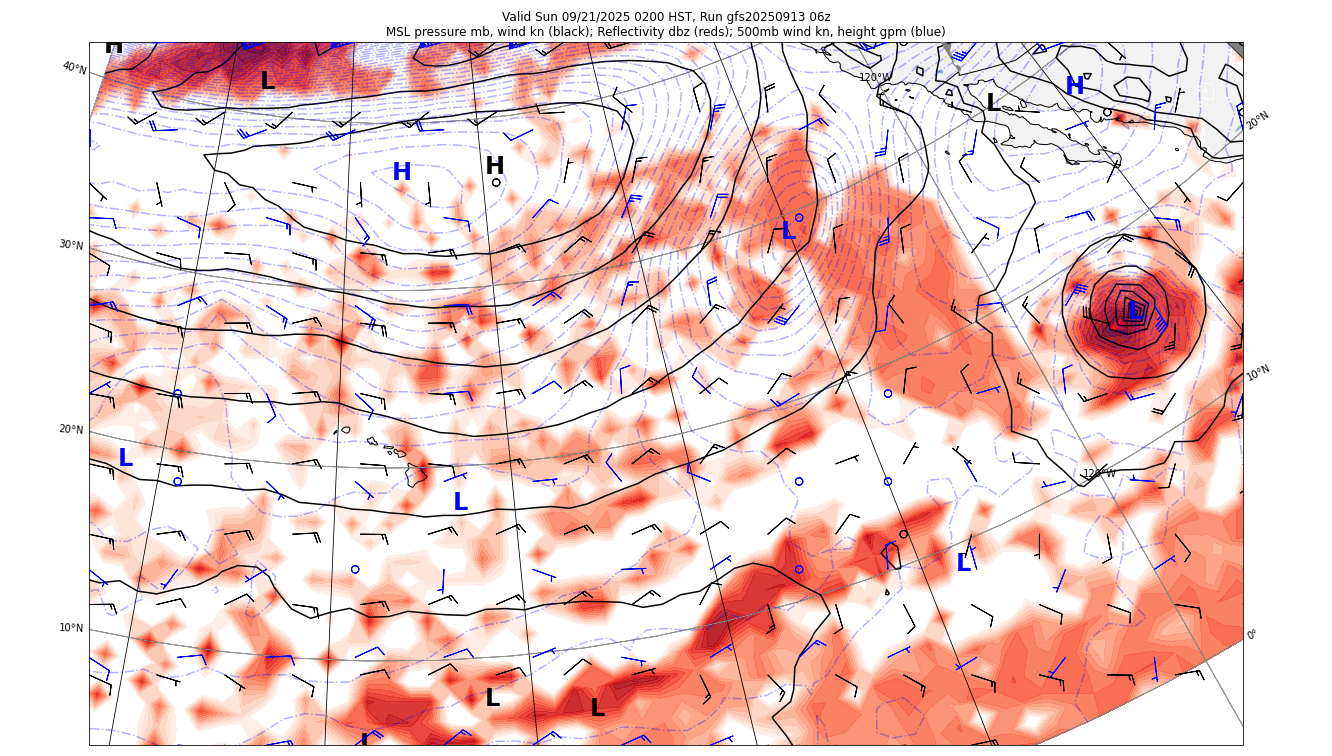 Valid Sun 09/21/2025 0200 HST, Run gfs20250913 06z
MSL pressure mb, wind kn (black); Reflectivity dbz (reds); 500mb wind kn, height gpm (blue)
H
40°N
L
120°W
L
H
20°N
H
H
30°N
L
L
10°N
20°N
L
L
120°W
L
10°N
0°
L
L
L